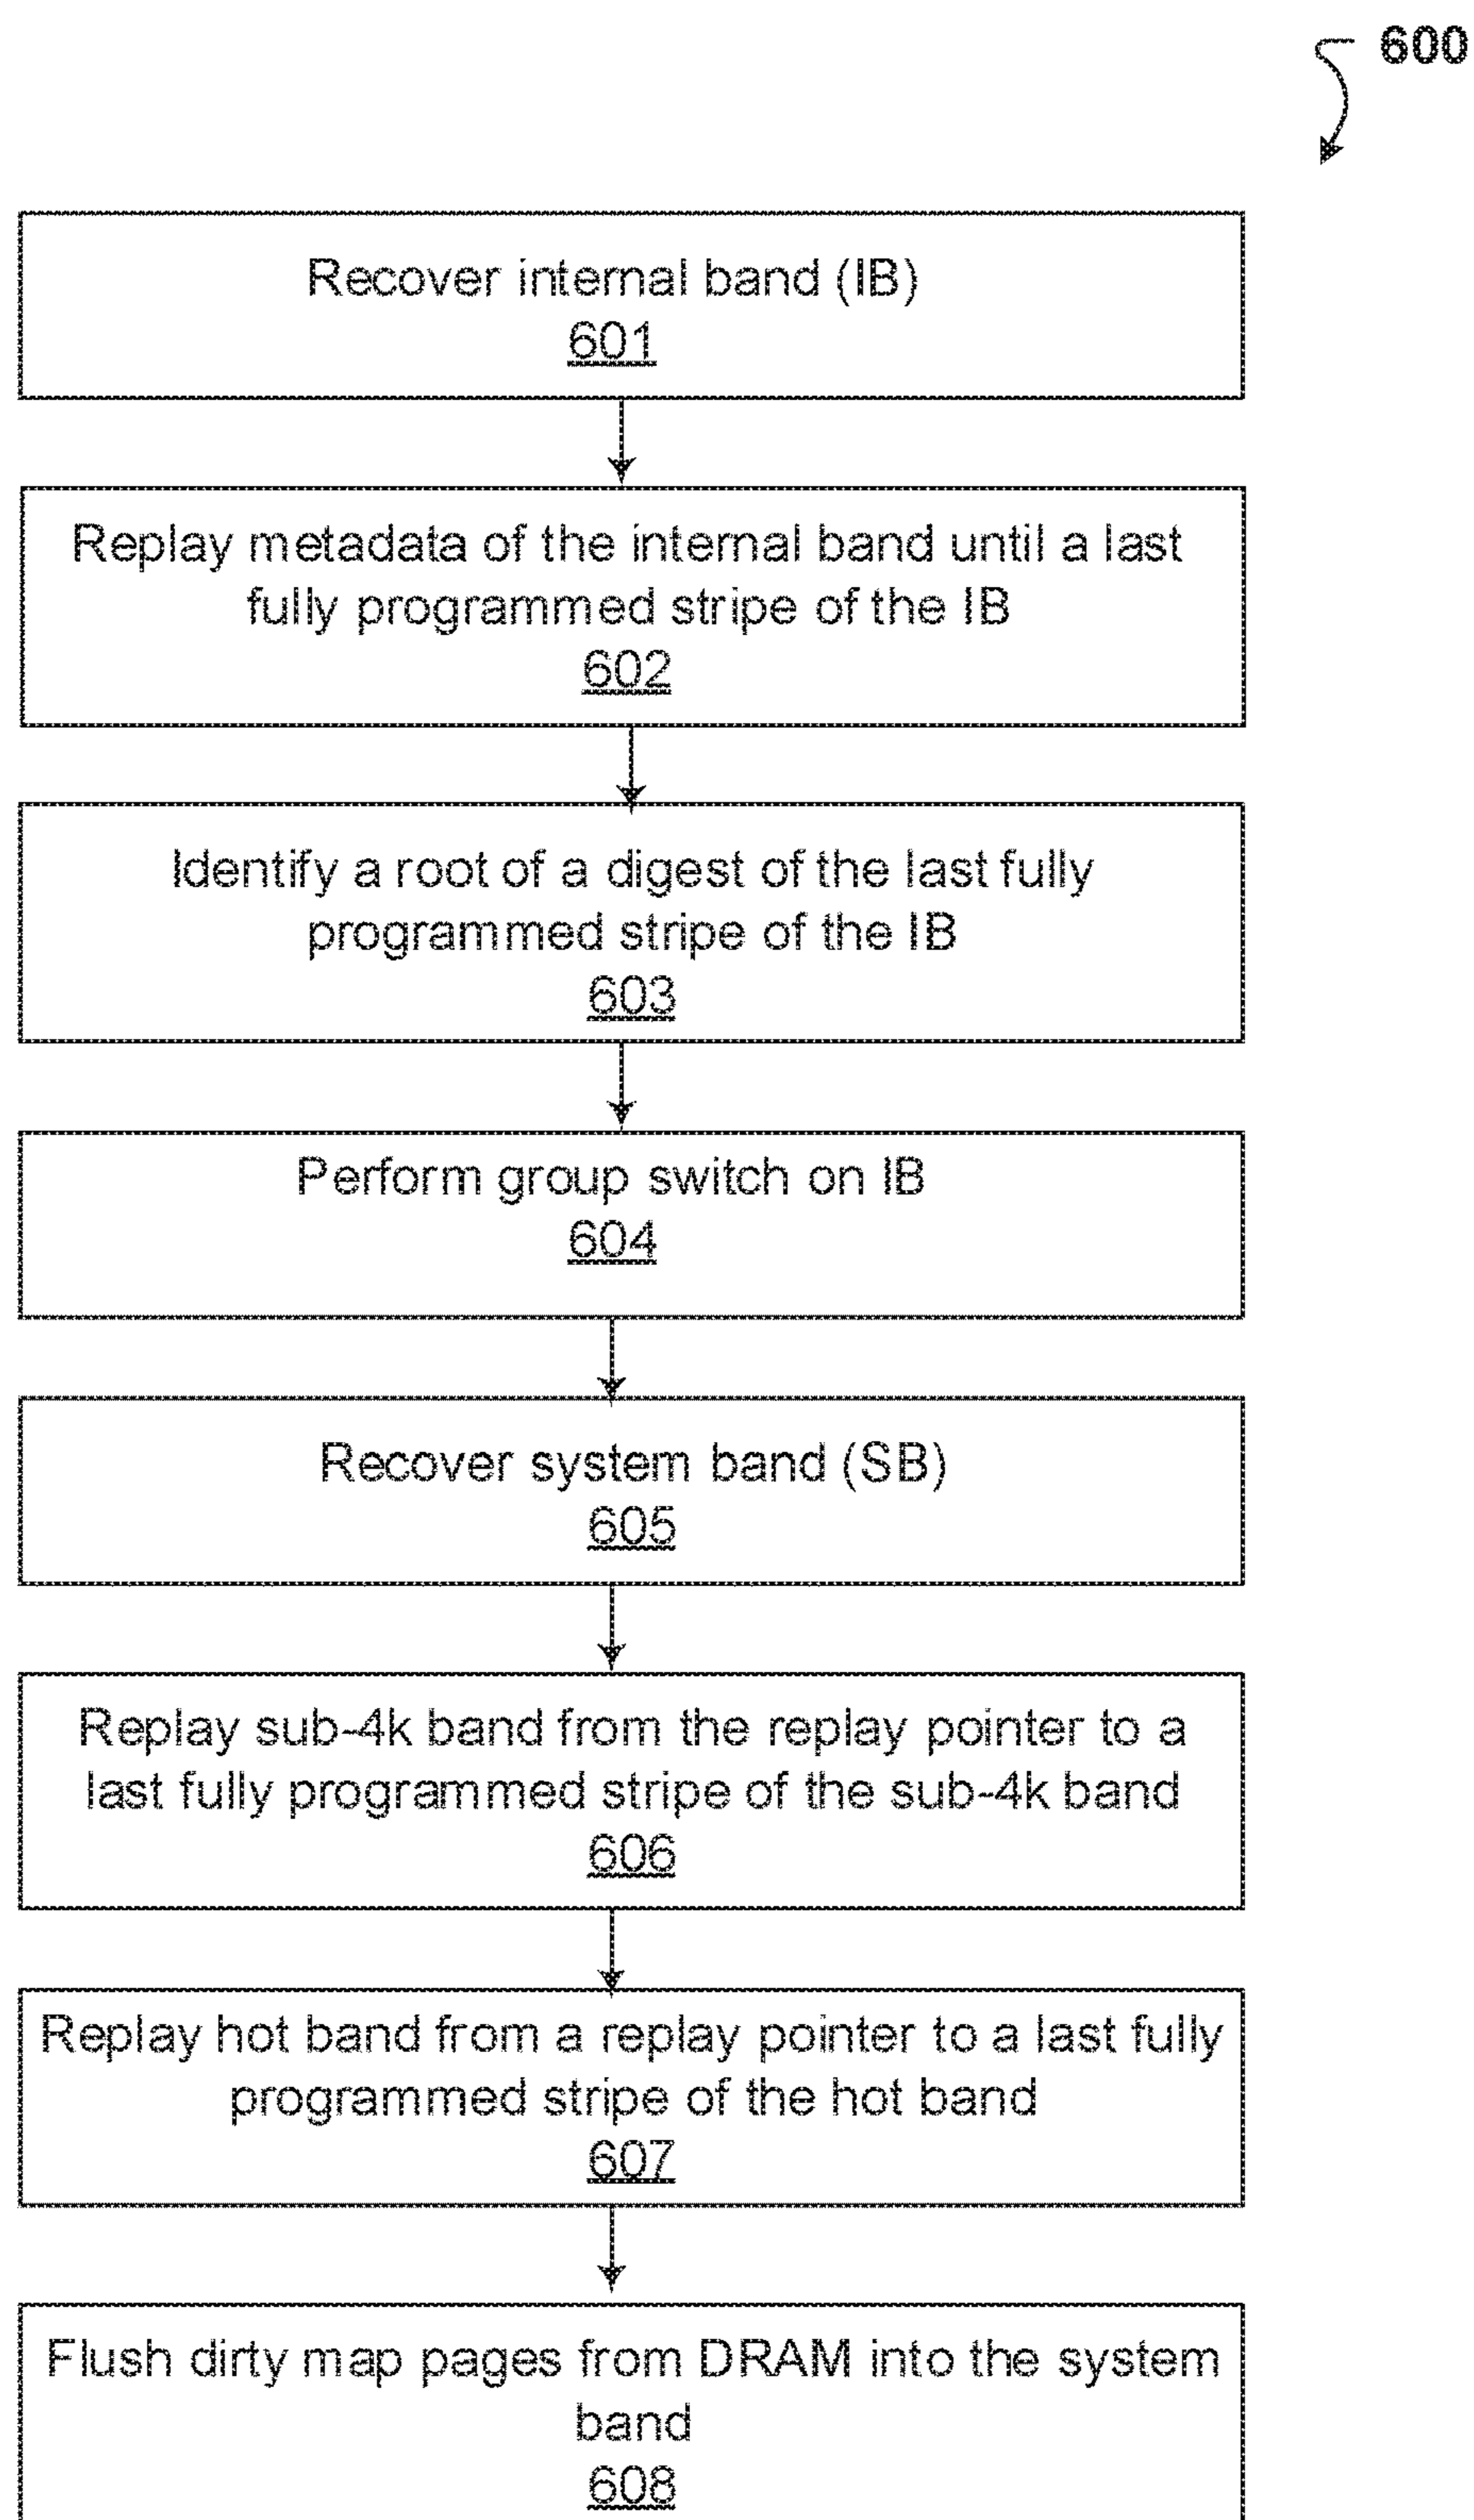 600
Recover internal band (IB)
601
Replay metadata of the internal band until a last
fully programmed stripe of the IB
602
Identify a root of a digest of the last fully
programmed stripe of the IB
603
Perform group switch on IB
604
Recover system band (SB)
605
Replay sub-4k band from the replay pointer to a
last fully programmed stripe of the sub-4k band
606
Replay hot band from a replay pointer to a last fully
programmed stripe of the hot band
607
Flush dirty map pages from DRAM into the system
band
608